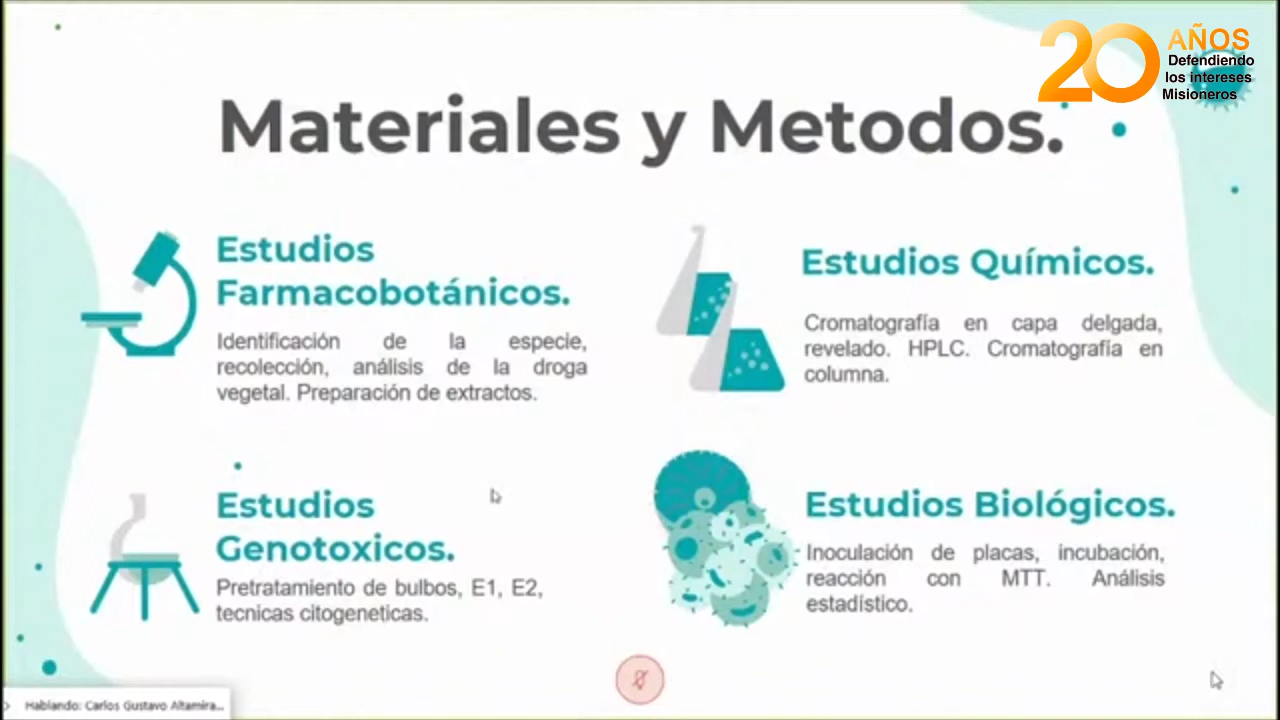 20 AÑOS
Defendiendo
los intereses
Misioneros
Materiales y Metodos.
Estudios
Farmacobotánicos.
Identificación de la especie,
recolección, análisis de la droga
vegetal. Preparación de extractos.
Estudios Químicos.
Cromatografía en capa delgada,
revelado. HPLC. Cromatografía en
columna.
Estudios
Genotoxicos.
Pretratamiento de bulbos, E1, E2,
tecnicas citogeneticas.
Estudios Biológicos.
Inoculación de placas, incubación,
reacción con MTT. Análisis
estadístico.
Hablando: Carlos Gustavo Altamira...